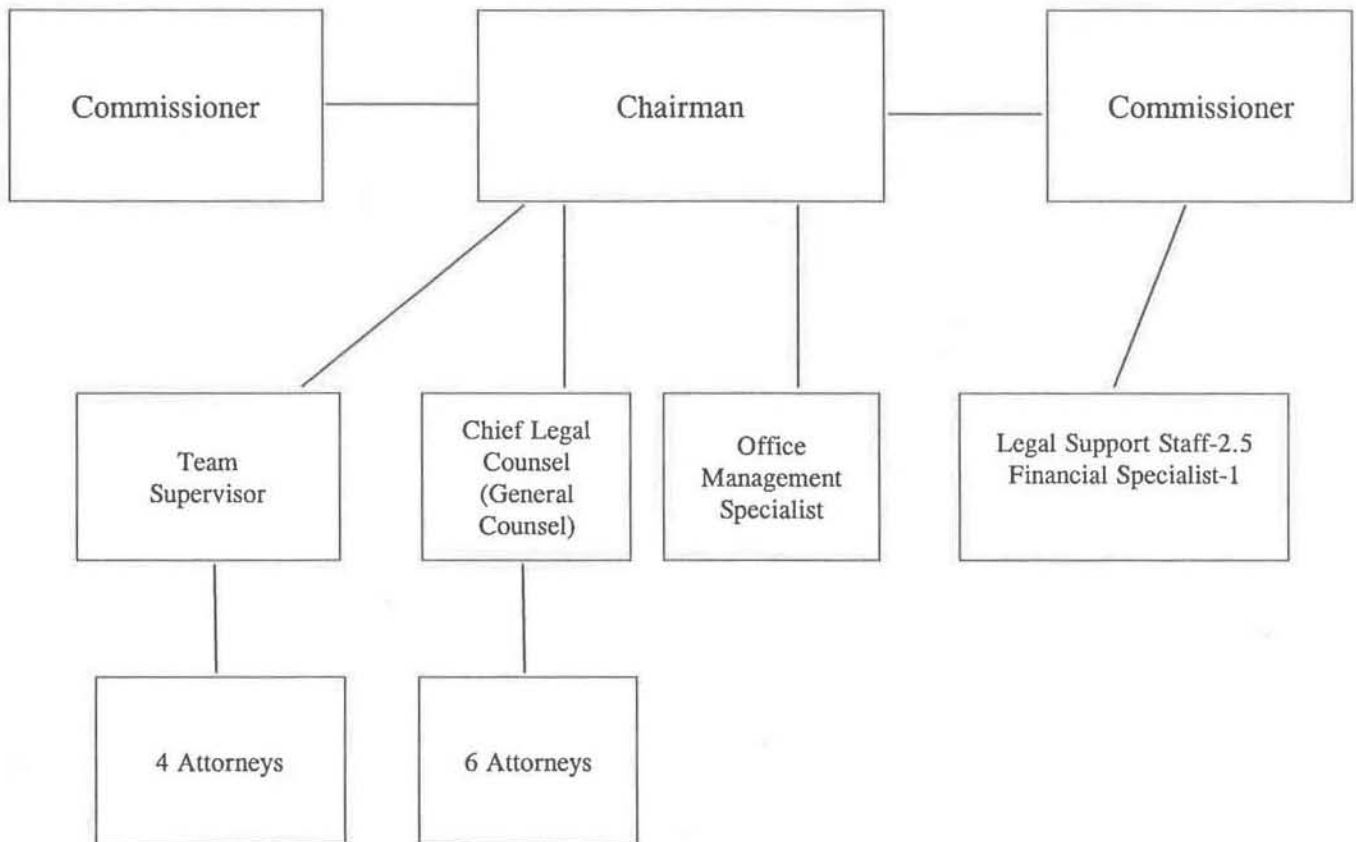 Commissioner
Chairman
Commissioner
Team
Supervisor
Chief Legal
Counsel
(General
Counsel)
Office
Management
Specialist
Legal Support Staff-2.5
Financial Specialist-1
4 Attorneys
6 Attorneys